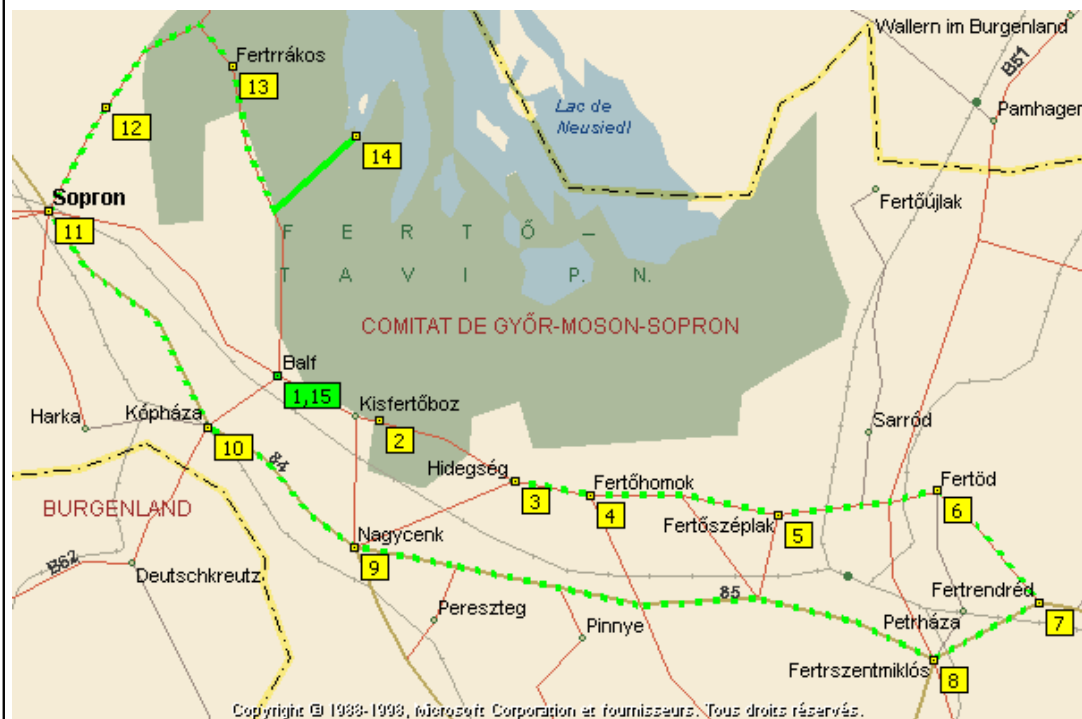 Wallern im Burgenland
B51
Fertrrákos
13
Lac de
Neusiedl
Pamhagen
12
14
Sopron
11
Fertőújlak
F E R T Ő –
T A V I P. N.
COMITAT DE GYŐR-MOSON-SOPRON
Balf
1,15
Kisfertőboz
2
Harka
Kópháza
10
84
Sarród
Hidegség
3
Fertőhomok
4
Fertöd
6
Fertőszéplak
5
BURGENLAND
Nagycenk
9
B62
Deutschkreutz
85
Fertrendréd
7
Pereszteg
Pinnye
Petrháza
Fertrszentmiklós
8
Copyright © 1988-1998, Microsoft Corporation et fournisseurs. Tous droits réservés.